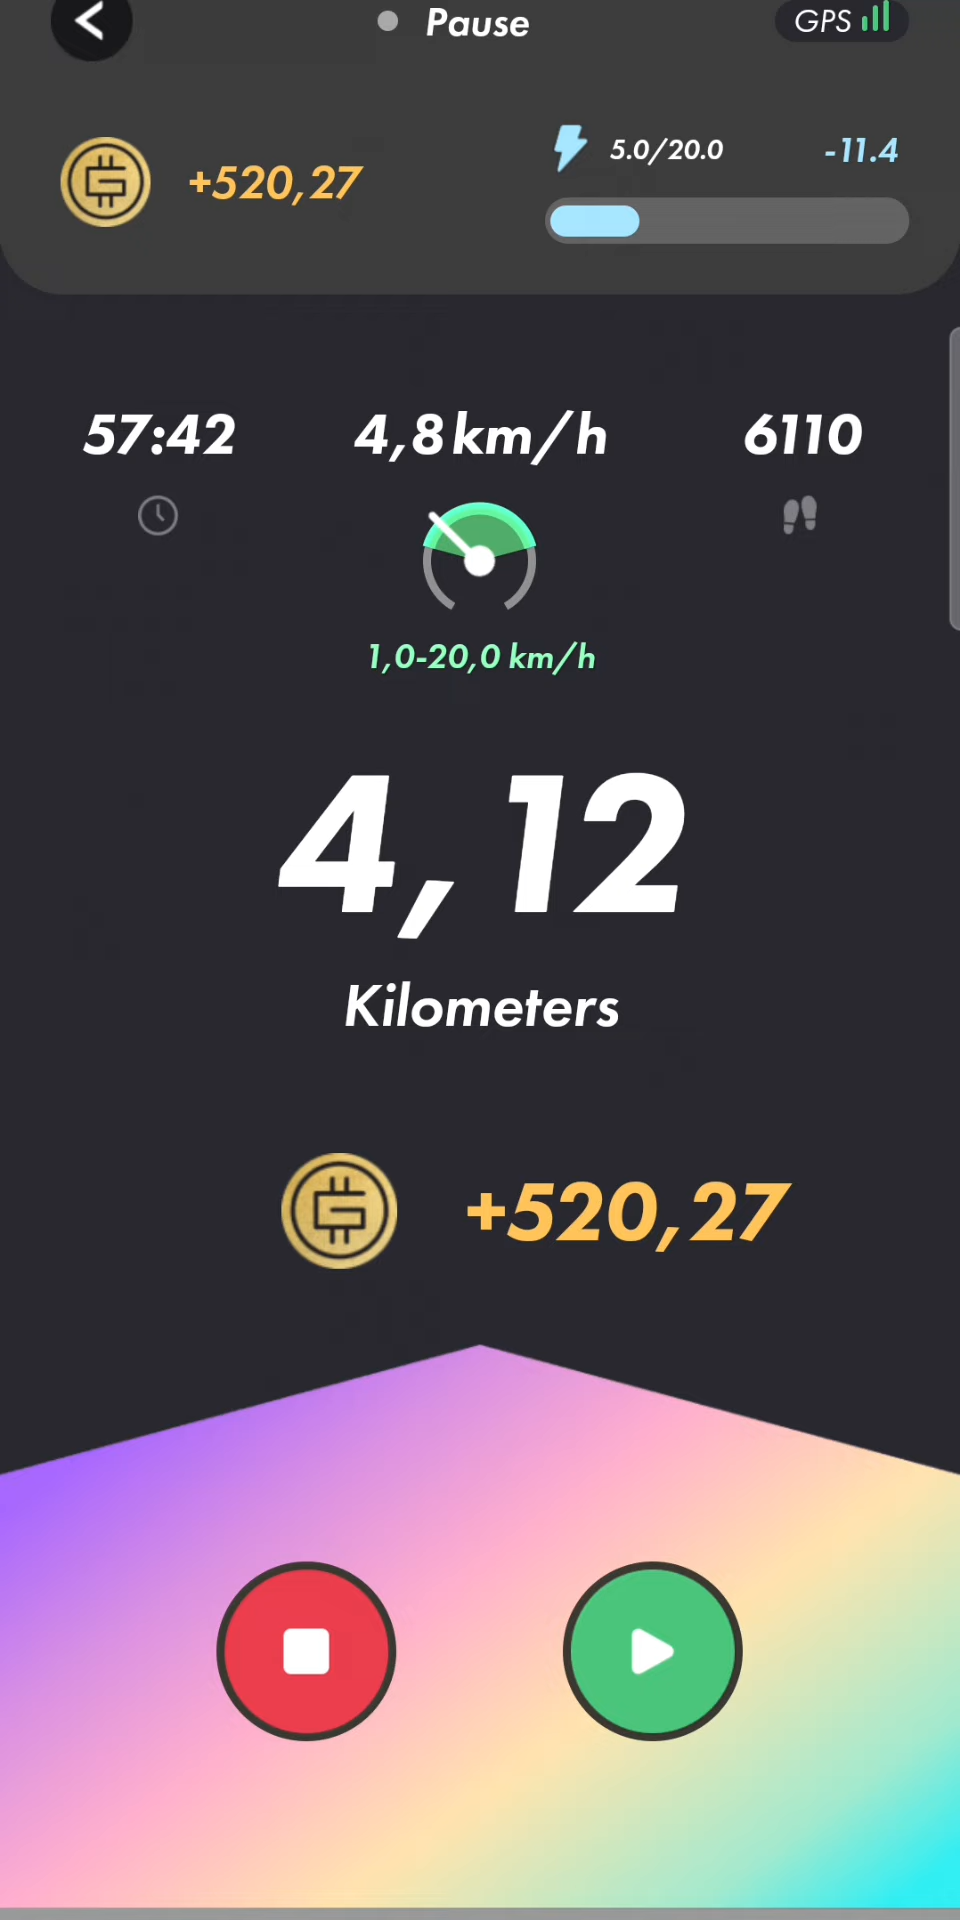 Pause
GPS
+520,27
5.0/20.0
-11.4
57:42
4,8 km/h
6110
1,0-20,0 km/h
4,12
Kilometers
+520,27